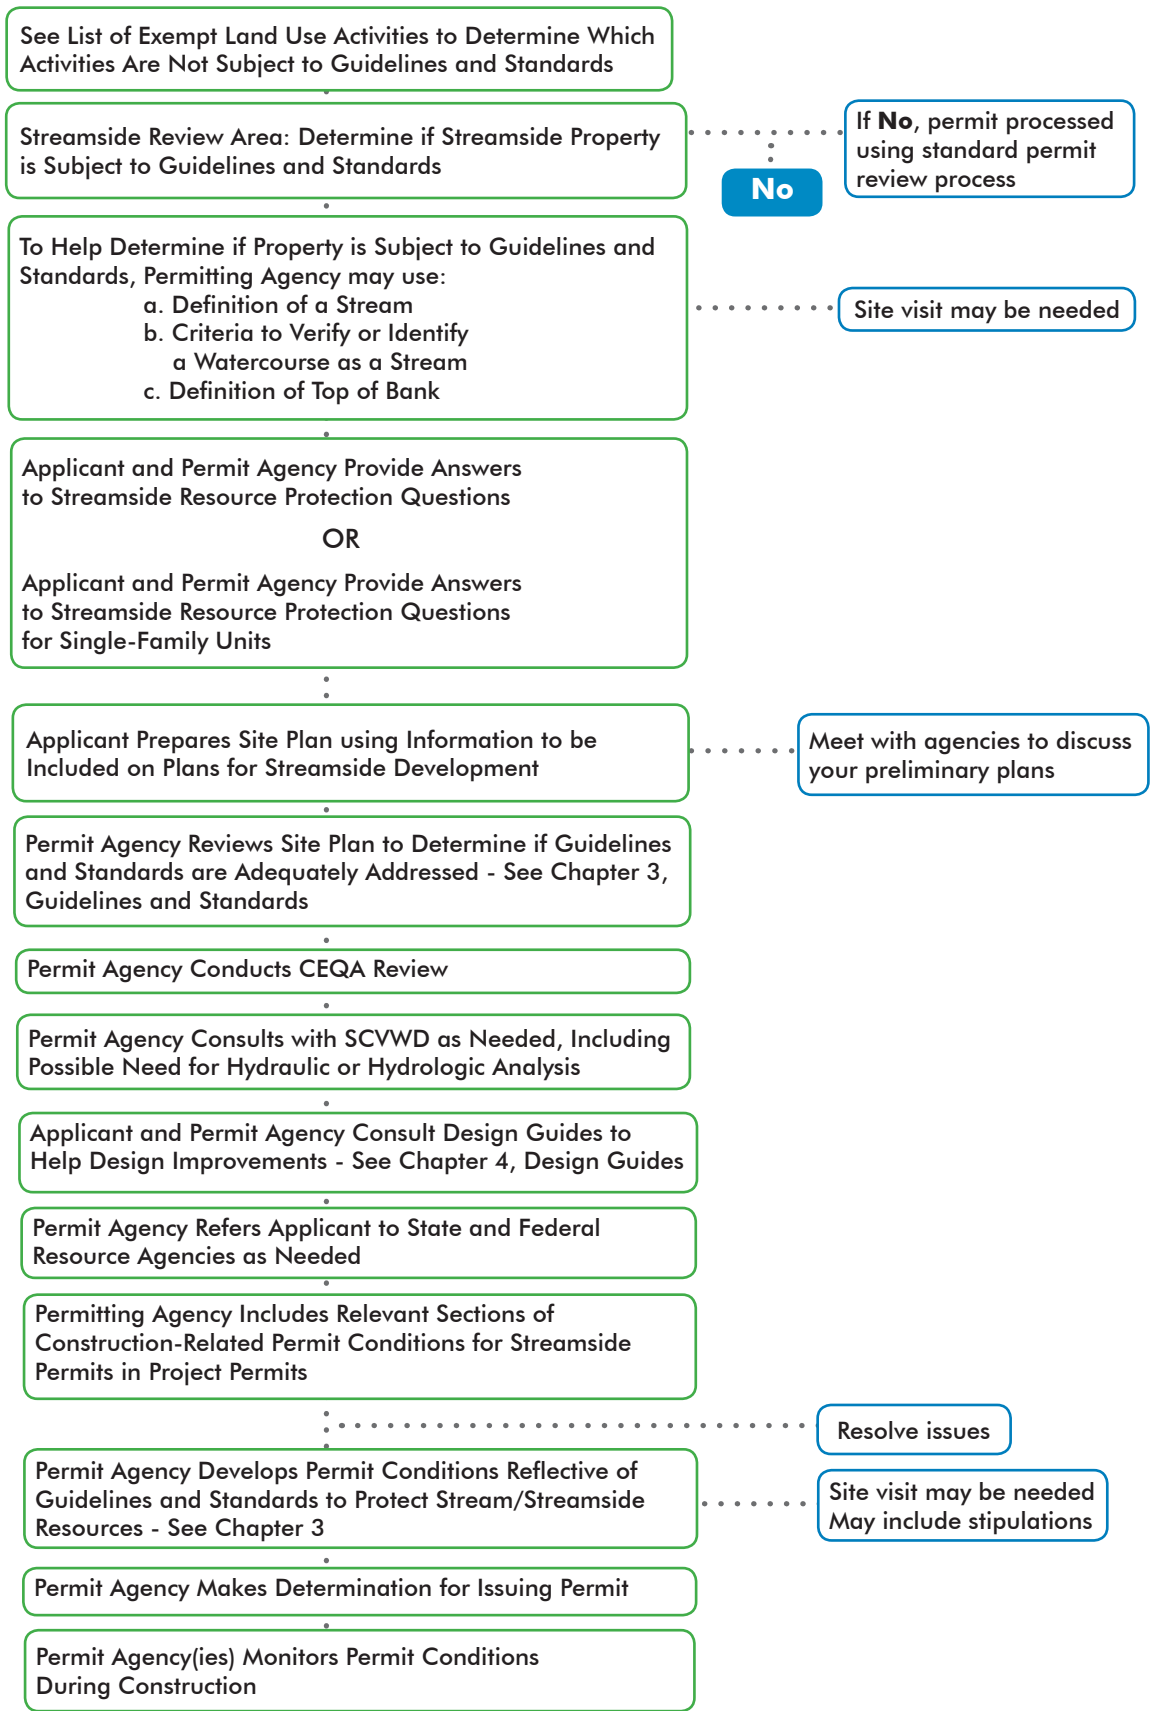 See List of Exempt Land Use Activities to Determine Which
Activities Are Not Subject to Guidelines and Standards
Streamside Review Area: Determine if Streamside Property
is Subject to Guidelines and Standards
If No, permit processed
using standard permit
review process
No
To Help Determine if Property is Subject to Guidelines and
Standards, Permitting Agency may use:
a. Definition of a Stream
b. Criteria to Verify or Identify
a Watercourse as a Stream
c. Definition of Top of Bank
Site visit may be needed
Applicant and Permit Agency Provide Answers
to Streamside Resource Protection Questions
OR
Applicant and Permit Agency Provide Answers
to Streamside Resource Protection Questions
for Single-Family Units
Applicant Prepares Site Plan using Information to be
Included on Plans for Streamside Development
Meet with agencies to discuss
your preliminary plans
Permit Agency Reviews Site Plan to Determine if Guidelines
and Standards are Adequately Addressed - See Chapter 3,
Guidelines and Standards
Permit Agency Conducts CEQA Review
Permit Agency Consults with SCVWD as Needed, Including
Possible Need for Hydraulic or Hydrologic Analysis
Applicant and Permit Agency Consult Design Guides to
Help Design Improvements - See Chapter 4, Design Guides
Permit Agency Refers Applicant to State and Federal
Resource Agencies as Needed
Permitting Agency Includes Relevant Sections of
Construction-Related Permit Conditions for Streamside
Permits in Project Permits
Resolve issues
Permit Agency Develops Permit Conditions Reflective of
Guidelines and Standards to Protect Stream/Streamside
Resources - See Chapter 3
Site visit may be needed
May include stipulations
Permit Agency Makes Determination for Issuing Permit
Permit Agency(ies) Monitors Permit Conditions
During Construction